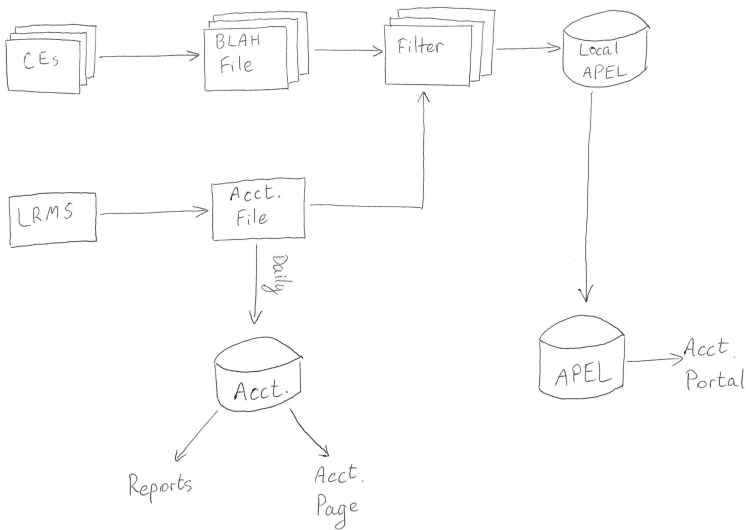 CEs
BLAH
File
Filter
Local
APEL
LRMS
Acct.
File
Daily
Acct.
APEL
Acct.
Portal
Reports
Acct.
Page